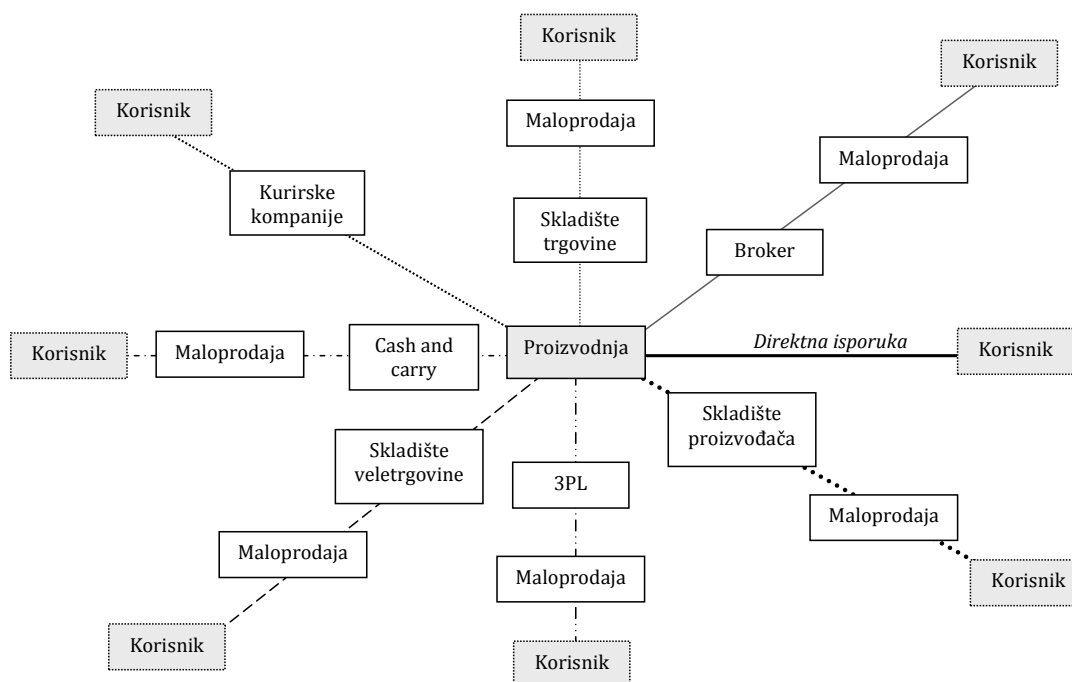 Korisnik
Korisnik
Korisnik
Maloprodaja
Maloprodaja
Kurirske
kompanije
Skladište
trgovine
Broker
Korisnik
Maloprodaja
Cash and
carry
Proizvodnja
Direktna isporuka
Korisnik
Skladište
proizvođača
Skladište
veletrgovine
3PL
Maloprodaja
Maloprodaja
Maloprodaja
Korisnik
Korisnik
Korisnik